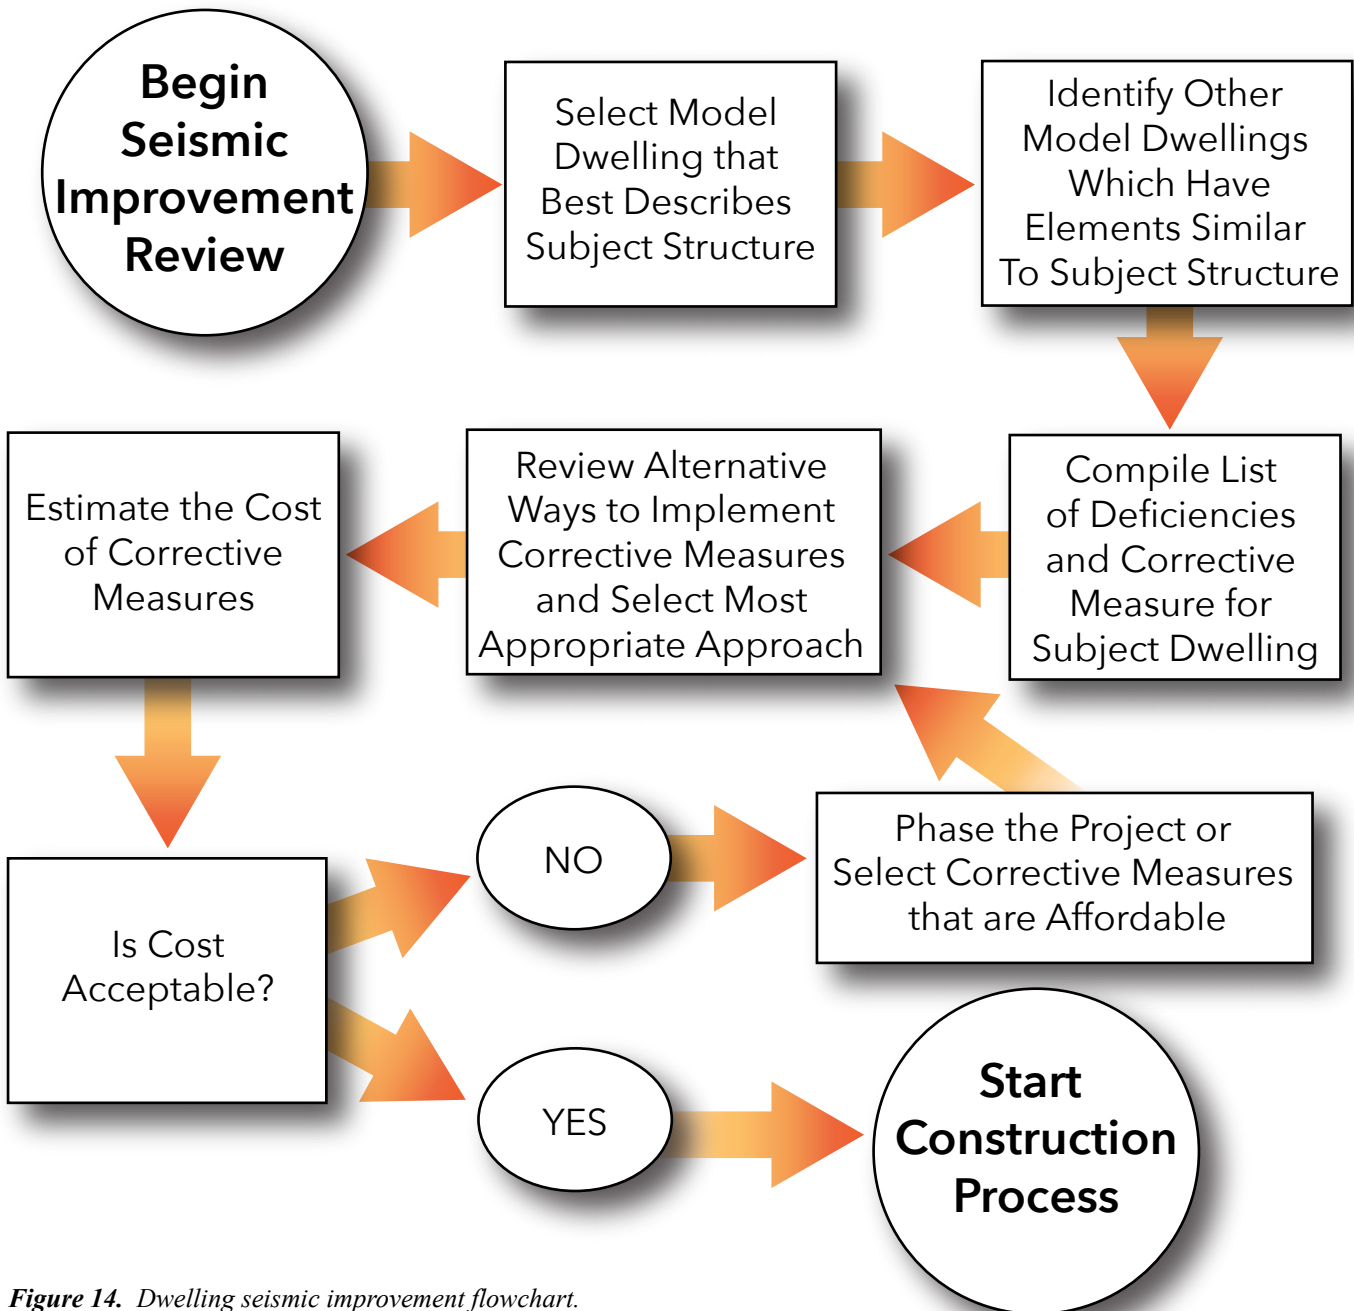 Begin
Seismic
Improvement
Review
Select Model
Dwelling that
Best Describes
Subject Structure
Identify Other
Model Dwellings
Which Have
Elements Similar
To Subject Structure
Compile List
of Deficiencies
and Corrective
Measure for
Subject Dwelling
Review Alternative
Ways to Implement
Corrective Measures
and Select Most
Appropriate Approach
Estimate the Cost
of Corrective
Measures
Is Cost
Acceptable?
NO
Phase the Project or
Select Corrective Measures
that are Affordable
YES
Start
Construction
Process
Figure 14. Dwelling seismic improvement flowchart.